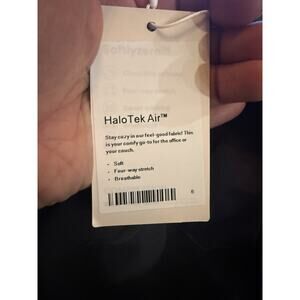 HaloTek Air™
Stay cozy in our feel-good fabric! This
is your comfy go-to for the office or
your couch.
- Soft
- Four-way stretch
- Breathable
6